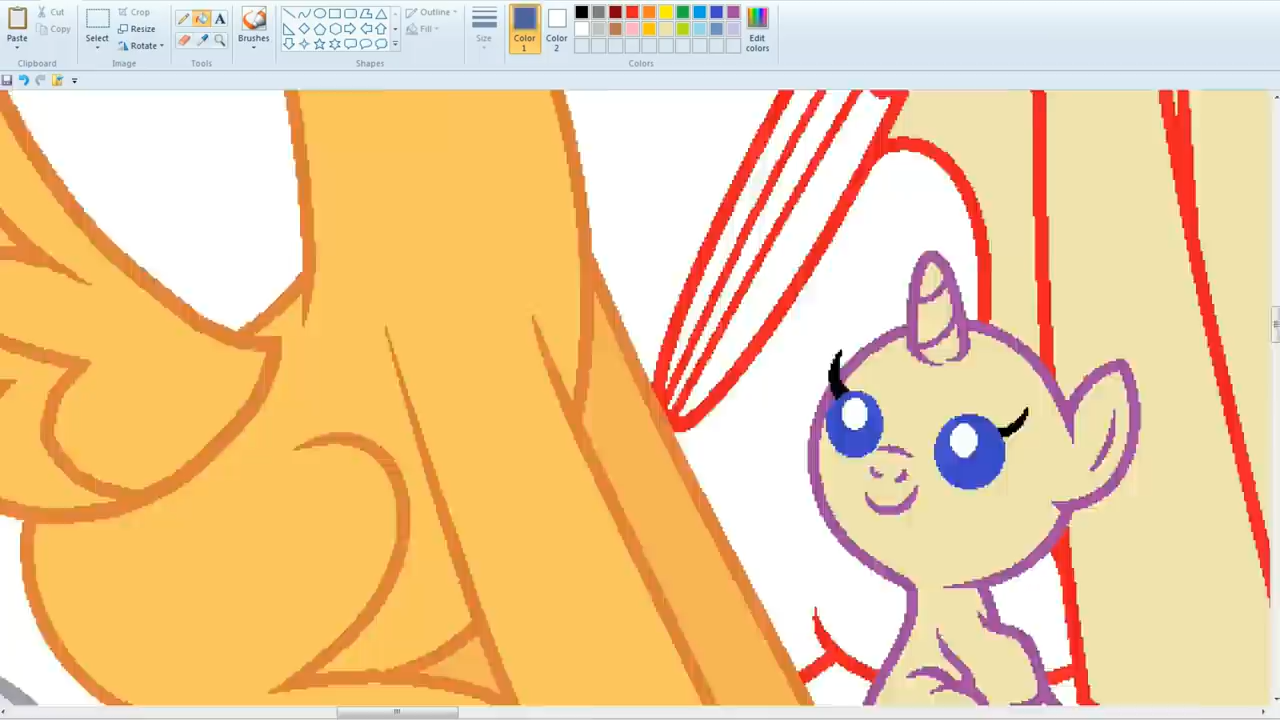 Paste
Cut
Copy
Clipboard
Select
Crop
Resize
Rotate
Image
A
Tools
Brushes
Outline
Fill
Shapes
Size
Color
1
Color
2
Edit
colors
Colors